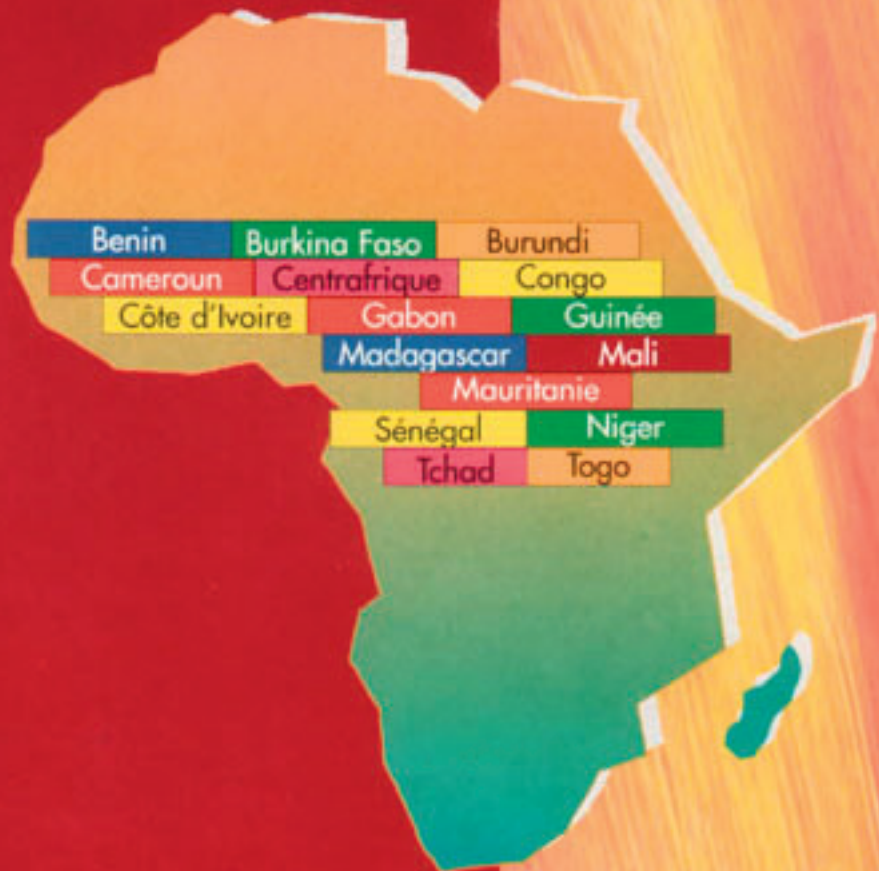 Benin Burkina Faso Burundi
Cameroun Centrafrique Congo
Côte d'Ivoire Gabon Guinée
Madagascar Mali
Mauritanie
Sénégal Niger
Tchad Togo